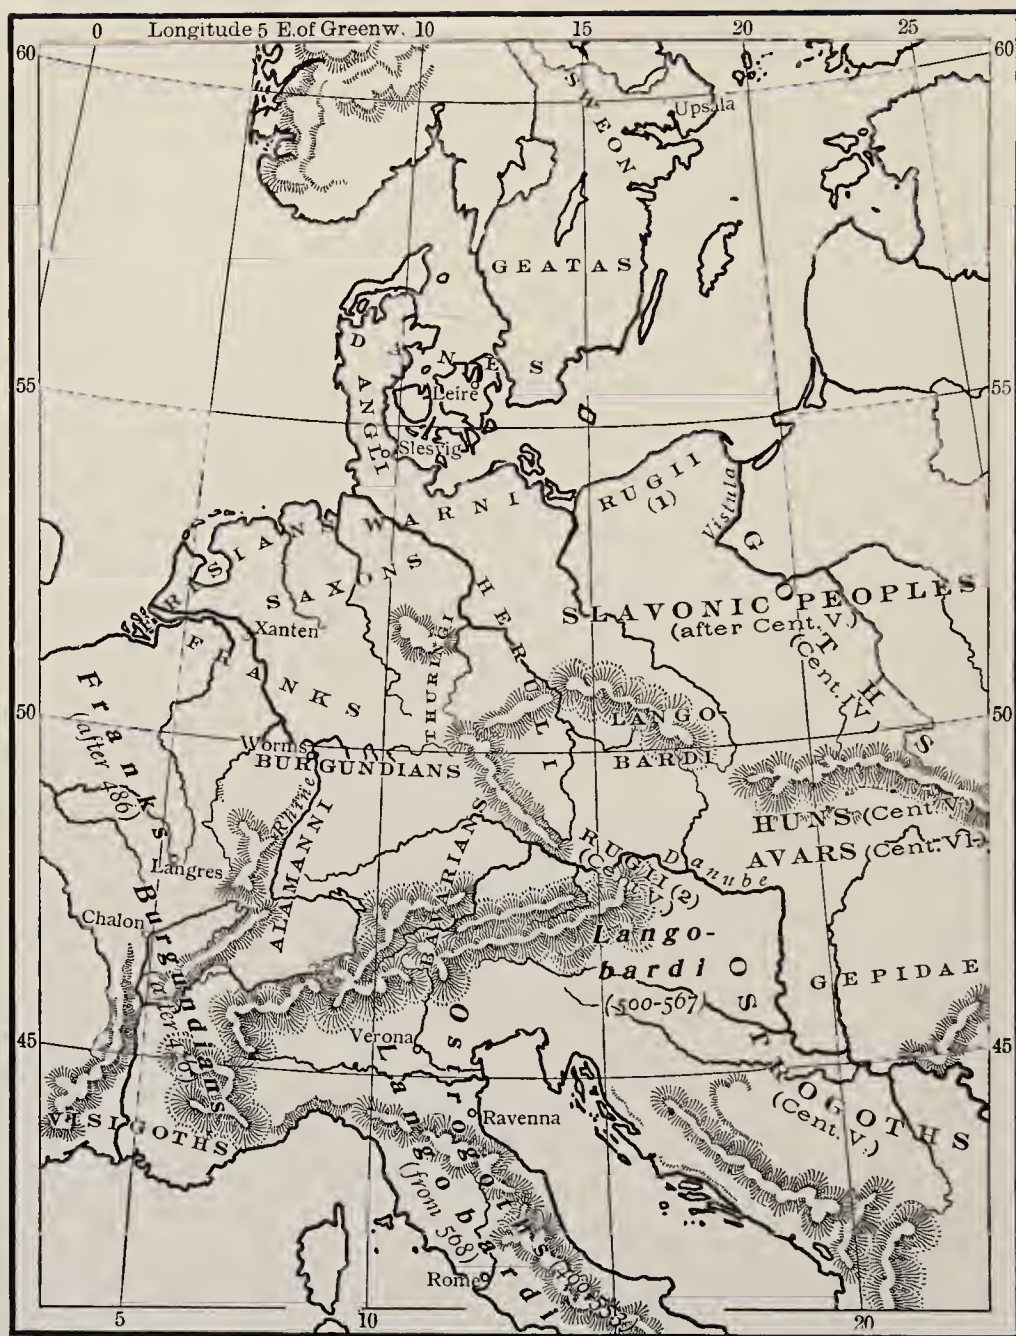 0 Longitude 5 E. of Greenw. 10 15 20 25
60 60
SWEON
Upsala
GEATAS
DANES
55 55
Leire
ANGLI
Slesvig
RUGII
(1)
WARNI
Vistula
FRISIANS
SAXONS
HERULI
GOTHS
(Cent. IV.)
SLAVONIC PEOPLES
(after Cent. V.)
Xanten
FRANKS
THURINGI
Franks
(after 486)
50 50
LANGO
BARDI
Worms
BURGUNDIANS
Rhine
HUNS (Cent. V.)
AVARS (Cent. VI.)
ALAMANNI
BAVARIANS
RUGII (2)
(Cent. V.)
Danube
Langres
Chalon
Burgundians
Lango-
bardi
(500-567)
GEPIDAE
45 45
Verona
OSTROGOTHS
(Cent. V.)
VISIGOTHS
Ravenna
Langobardi
(from 568)
Ostrogoths
Rome
5 10 20